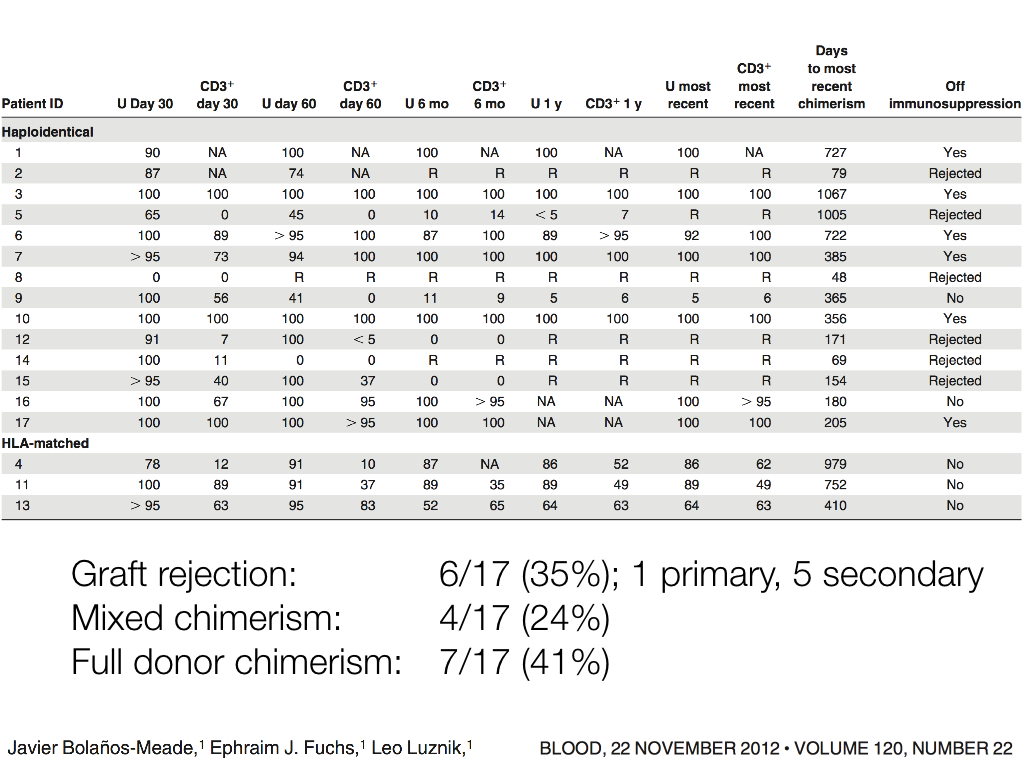 Patient ID U Day 30 CD3+ day 30 U day 60 CD3+ day 60 U 6 mo CD3+ 6 mo U 1 y CD3+ 1 y U most recent CD3+ most recent Days to most recent chimerism Off immunosuppression
Haploidentical
1 90 NA 100 NA 100 NA 100 NA 100 NA 727 Yes
2 87 NA 74 NA R R R R R R 79 Rejected
3 100 100 100 100 100 100 100 100 100 100 1067 Yes
5 65 0 45 0 10 14 < 5 7 R R 1005 Rejected
6 100 89 > 95 100 87 100 89 > 95 92 100 722 Yes
7 > 95 73 94 100 100 100 100 100 100 100 385 Yes
8 0 0 R R R R R R R R 48 Rejected
9 100 56 41 0 11 9 5 6 5 6 365 No
10 100 100 100 100 100 100 100 100 100 100 356 Yes
12 91 7 100 < 5 0 0 R R R R 171 Rejected
14 100 11 0 0 R R R R R R 69 Rejected
15 > 95 40 100 37 0 0 R R R R 154 Rejected
16 100 67 100 95 100 > 95 NA NA 100 > 95 180 No
17 100 100 100 > 95 100 100 NA NA 100 100 205 Yes
HLA-matched
4 78 12 91 10 87 NA 86 52 86 62 979 No
11 100 89 91 37 89 35 89 49 89 49 752 No
13 > 95 63 95 83 52 65 64 63 64 63 410 No
Graft rejection: 6/17 (35%); 1 primary, 5 secondary
Mixed chimerism: 4/17 (24%)
Full donor chimerism: 7/17 (41%)
Javier Bolaños-Meade,¹ Ephraim J. Fuchs,¹ Leo Luznik,¹ BLOOD, 22 NOVEMBER 2012 • VOLUME 120, NUMBER 22